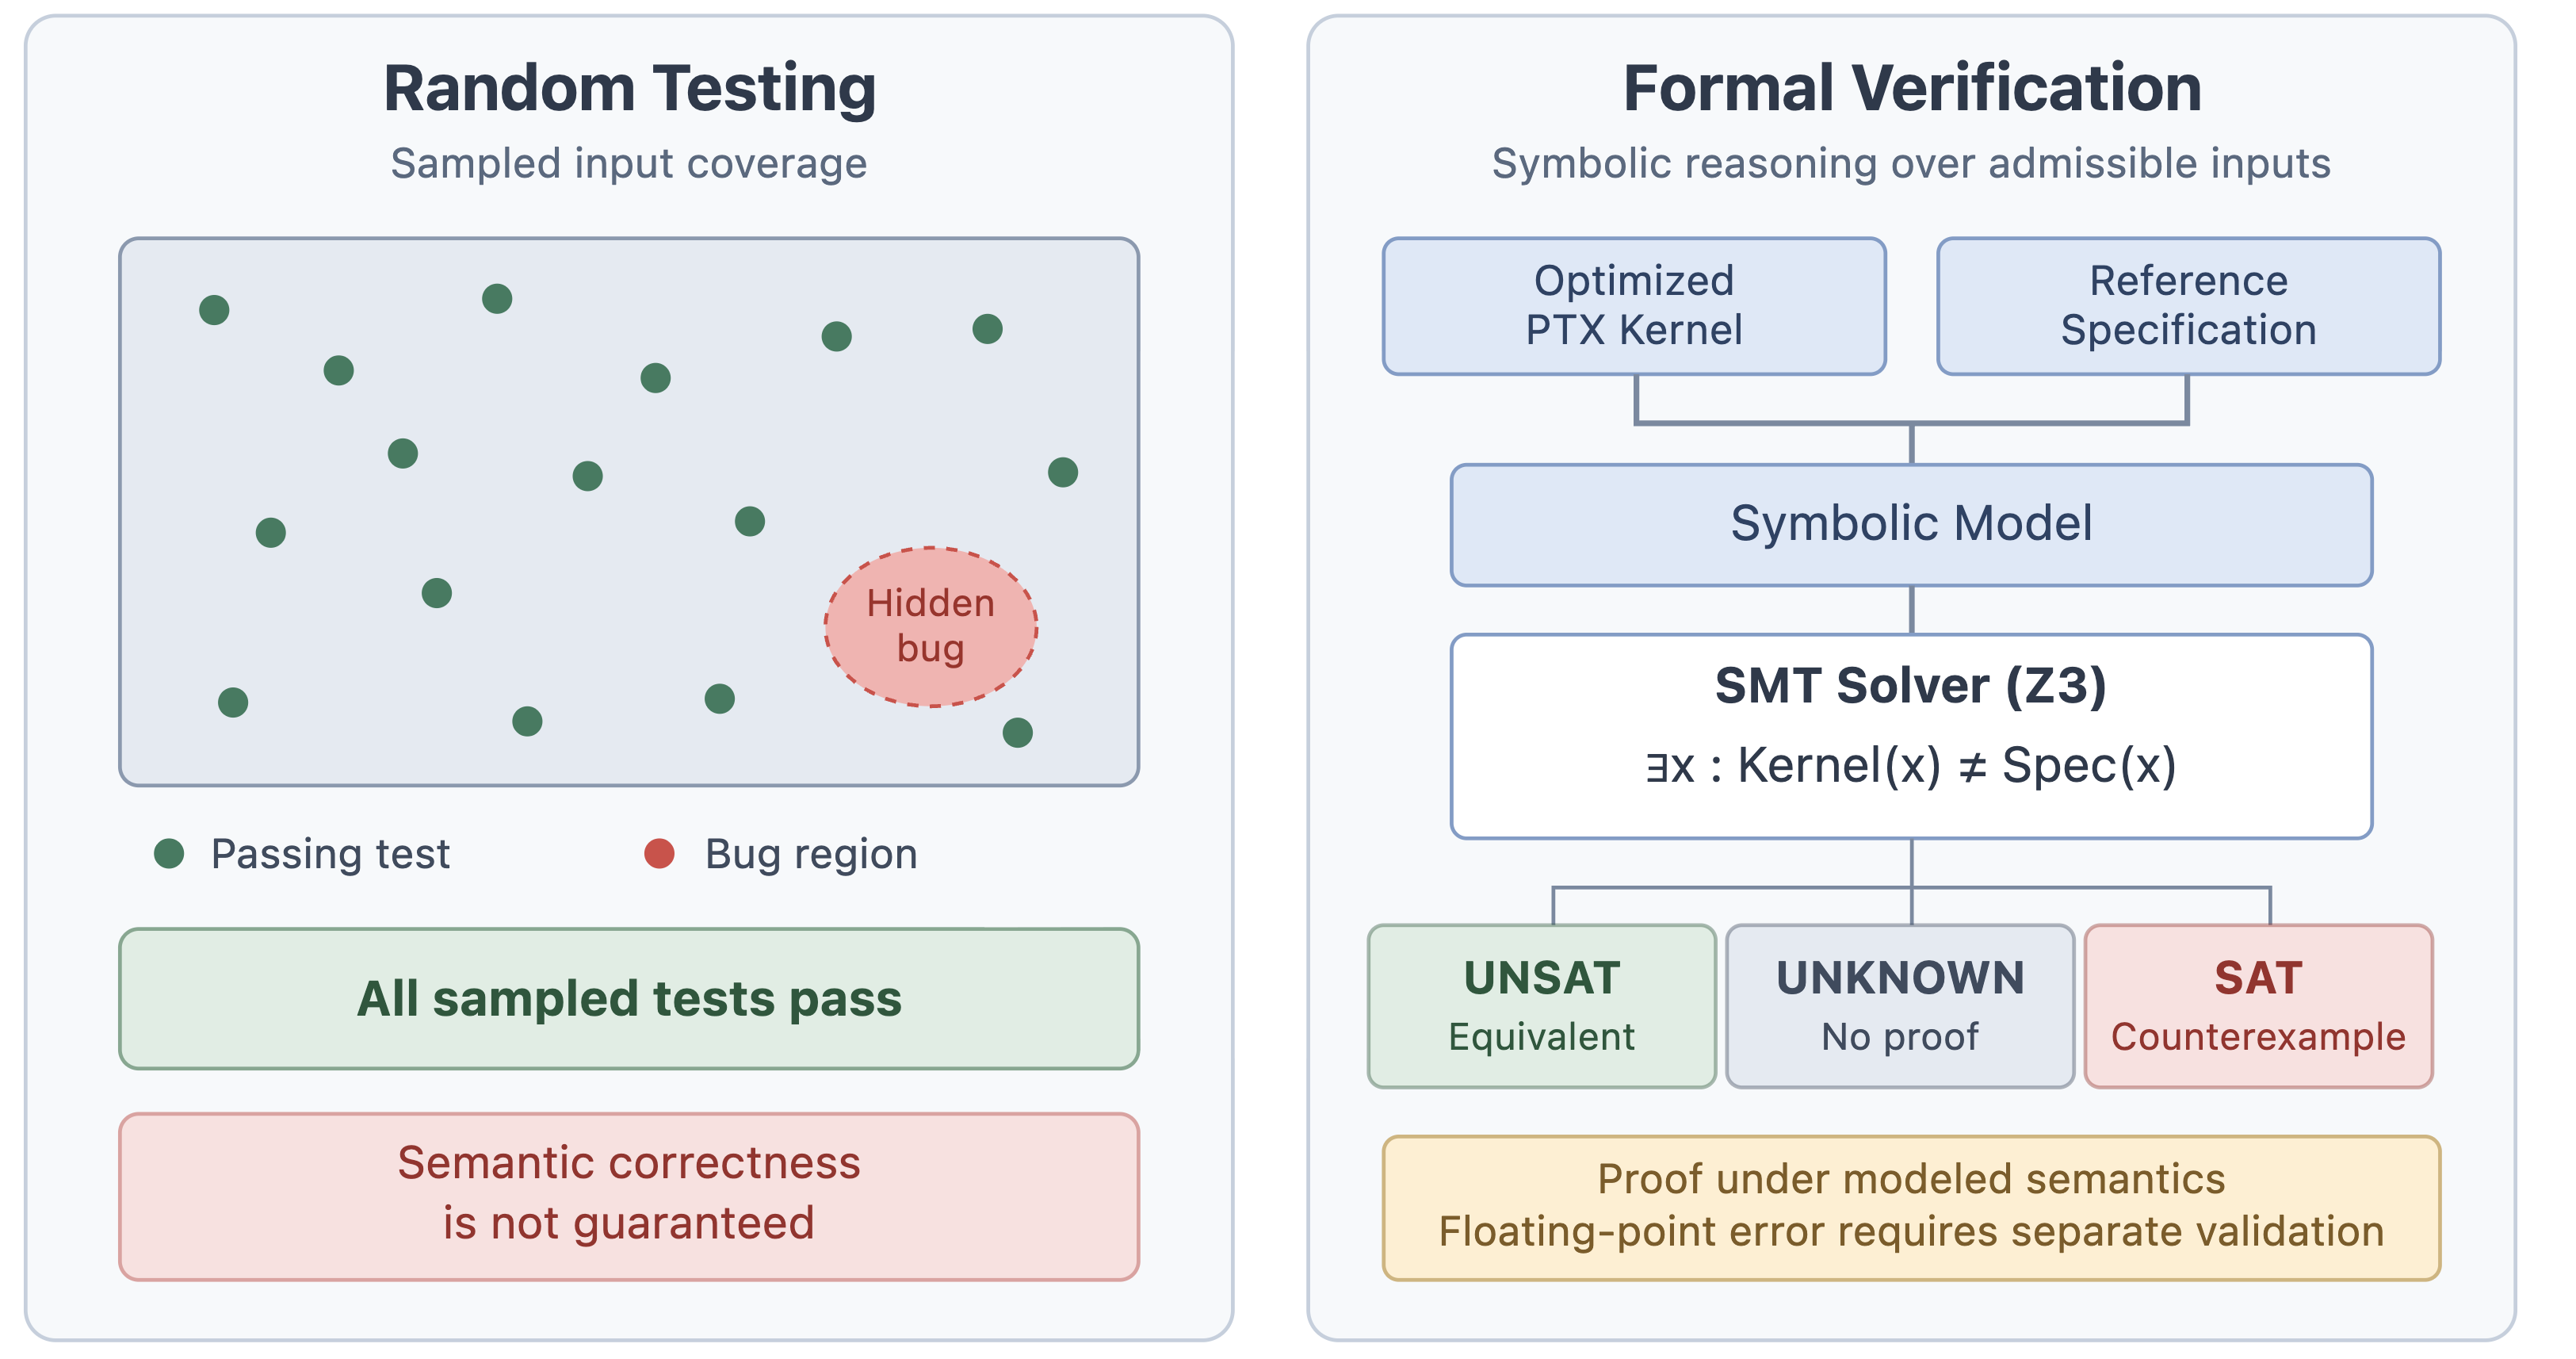 Random Testing
Sampled input coverage
Hidden
bug
Passing test
Bug region
All sampled tests pass
Semantic correctness
is not guaranteed
Formal Verification
Symbolic reasoning over admissible inputs
Optimized
PTX Kernel
Reference
Specification
Symbolic Model
SMT Solver (Z3)
∃x : Kernel(x) ≠ Spec(x)
UNSAT
Equivalent
UNKNOWN
No proof
SAT
Counterexample
Proof under modeled semantics
Floating-point error requires separate validation